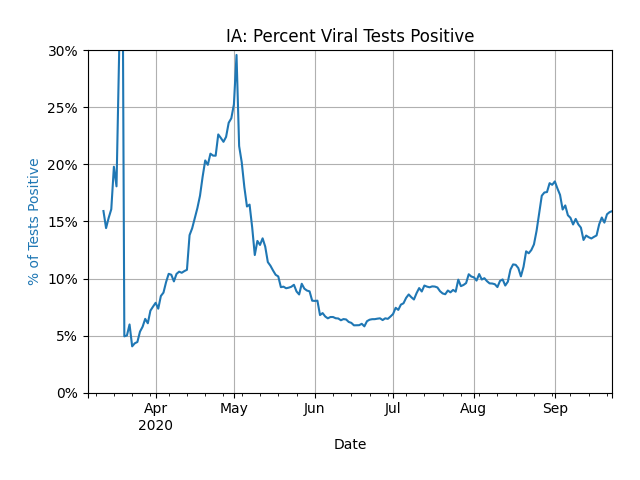 IA: Percent Viral Tests Positive
30%
25%
20%
15%
10%
5%
0%
% of Tests Positive
Apr May Jun Jul Aug Sep
2020
Date